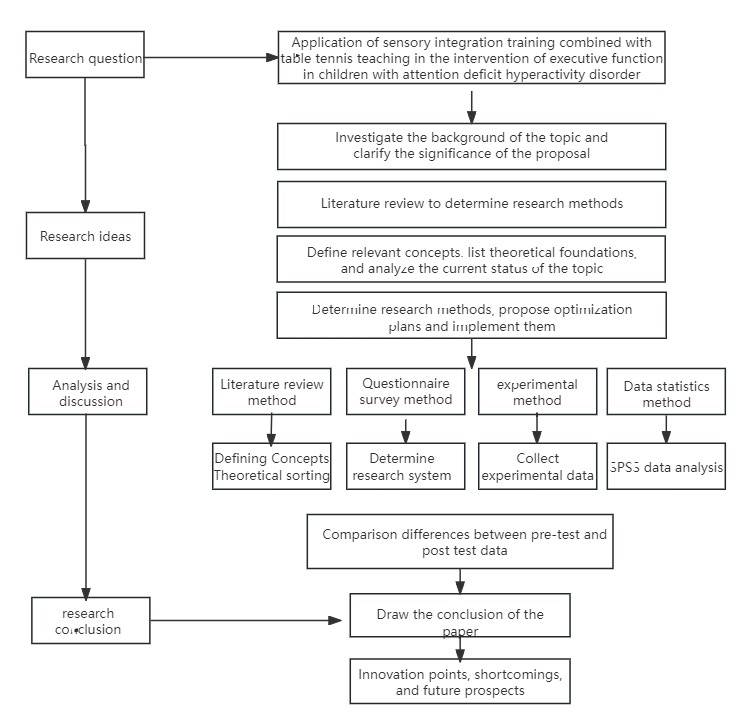 Research question
Application of sensory integration training combined with
table tennis teaching in the intervention of executive function
in children with attention deficit hyperactivity disorder
Investigate the background of the topic and
clarify the significance of the proposal
Literature review to determine research methods
Research ideas
Define relevant concepts. list theoretical foundations,
and analyze the current status of the topic
Determine research methods, propose optimization
plans and implement them
Analysis and
discussion
Literature review
method
Questionnaire
survey method
experimental
method
Data statistics
method
Defining Concepts
Theoretical sorting
Determine
research system
Collect
experimental data
SPSS data analysis
Comparison differences between pre-test and
post test data
research
conclusion
Draw the conclusion of the
paper
Innovation points, shortcomings,
and future prospects